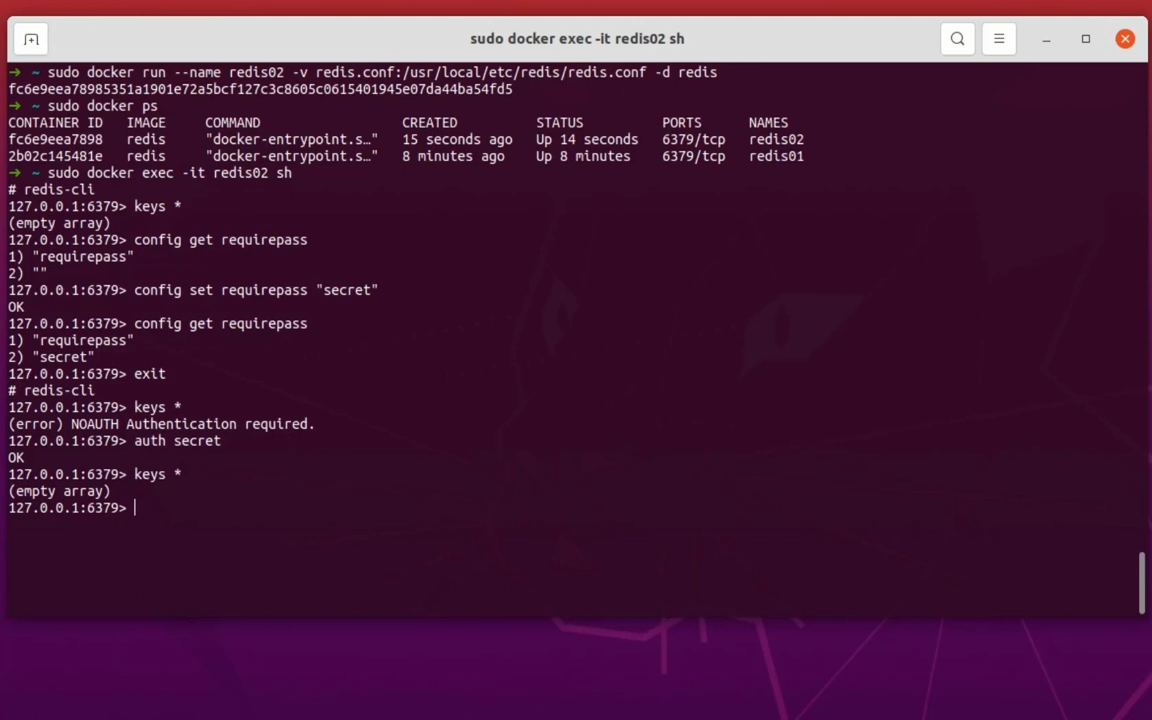 sudo docker exec -it redis02 sh
→ ~ sudo docker run --name redis02 -v redis.conf:/usr/local/etc/redis/redis.conf -d redis
fc6e9eea78985351a1901e72a5bcf127c3c8605c0615401945e07da44ba54fd5
→ ~ sudo docker ps
CONTAINER ID   IMAGE     COMMAND                  CREATED          STATUS          PORTS      NAMES
fc6e9eea7898   redis     "docker-entrypoint.s…"   15 seconds ago   Up 14 seconds   6379/tcp   redis02
2b02c145481e   redis     "docker-entrypoint.s…"   8 minutes ago    Up 8 minutes    6379/tcp   redis01
→ ~ sudo docker exec -it redis02 sh
# redis-cli
127.0.0.1:6379> keys *
(empty array)
127.0.0.1:6379> config get requirepass
1) "requirepass"
2) ""
127.0.0.1:6379> config set requirepass "secret"
OK
127.0.0.1:6379> config get requirepass
1) "requirepass"
2) "secret"
127.0.0.1:6379> exit
# redis-cli
127.0.0.1:6379> keys *
(error) NOAUTH Authentication required.
127.0.0.1:6379> auth secret
OK
127.0.0.1:6379> keys *
(empty array)
127.0.0.1:6379>